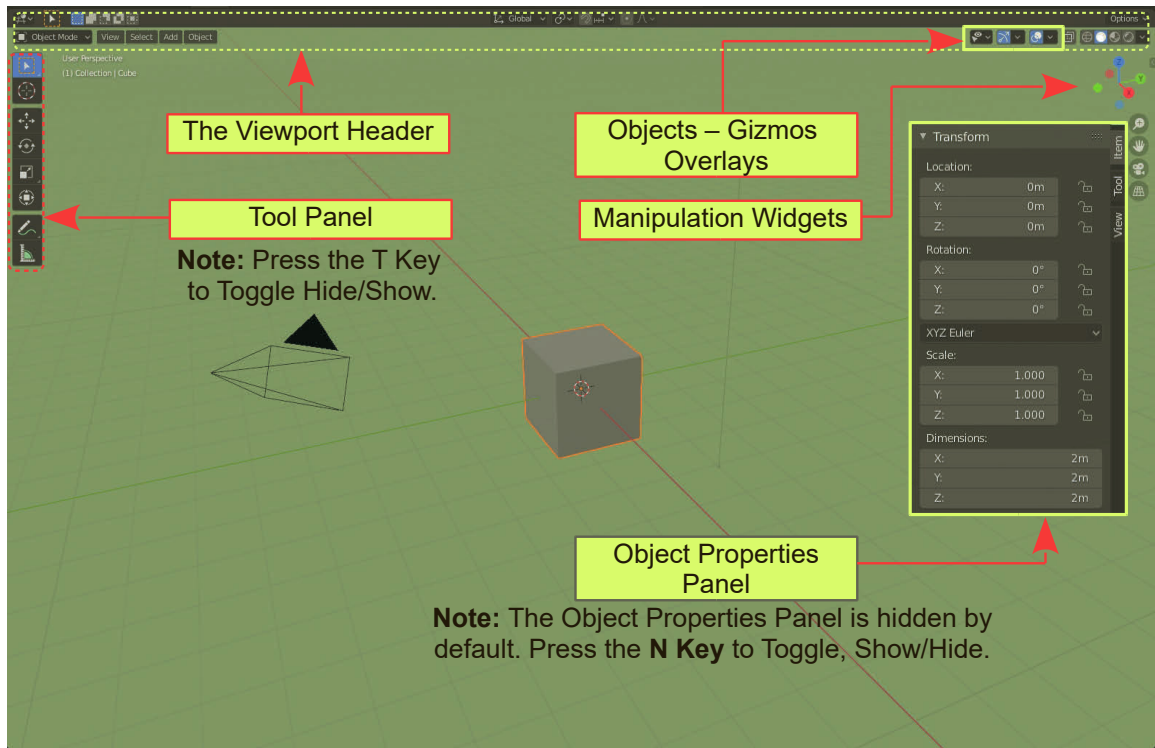 Global
Options
Object Mode
View
Select
Add
Object
User Perspective
(1) Collection | Cube
The Viewport Header
Objects – Gizmos
Overlays
Manipulation Widgets
Tool Panel
Note: Press the T Key
to Toggle Hide/Show.
Z
Y
X
Item
Tool
View
Transform
Location:
X: 0m
Y: 0m
Z: 0m
Rotation:
X: 0°
Y: 0°
Z: 0°
XYZ Euler
Scale:
X: 1.000
Y: 1.000
Z: 1.000
Dimensions:
X: 2m
Y: 2m
Z: 2m
Object Properties
Panel
Note: The Object Properties Panel is hidden by
default. Press the N Key to Toggle, Show/Hide.